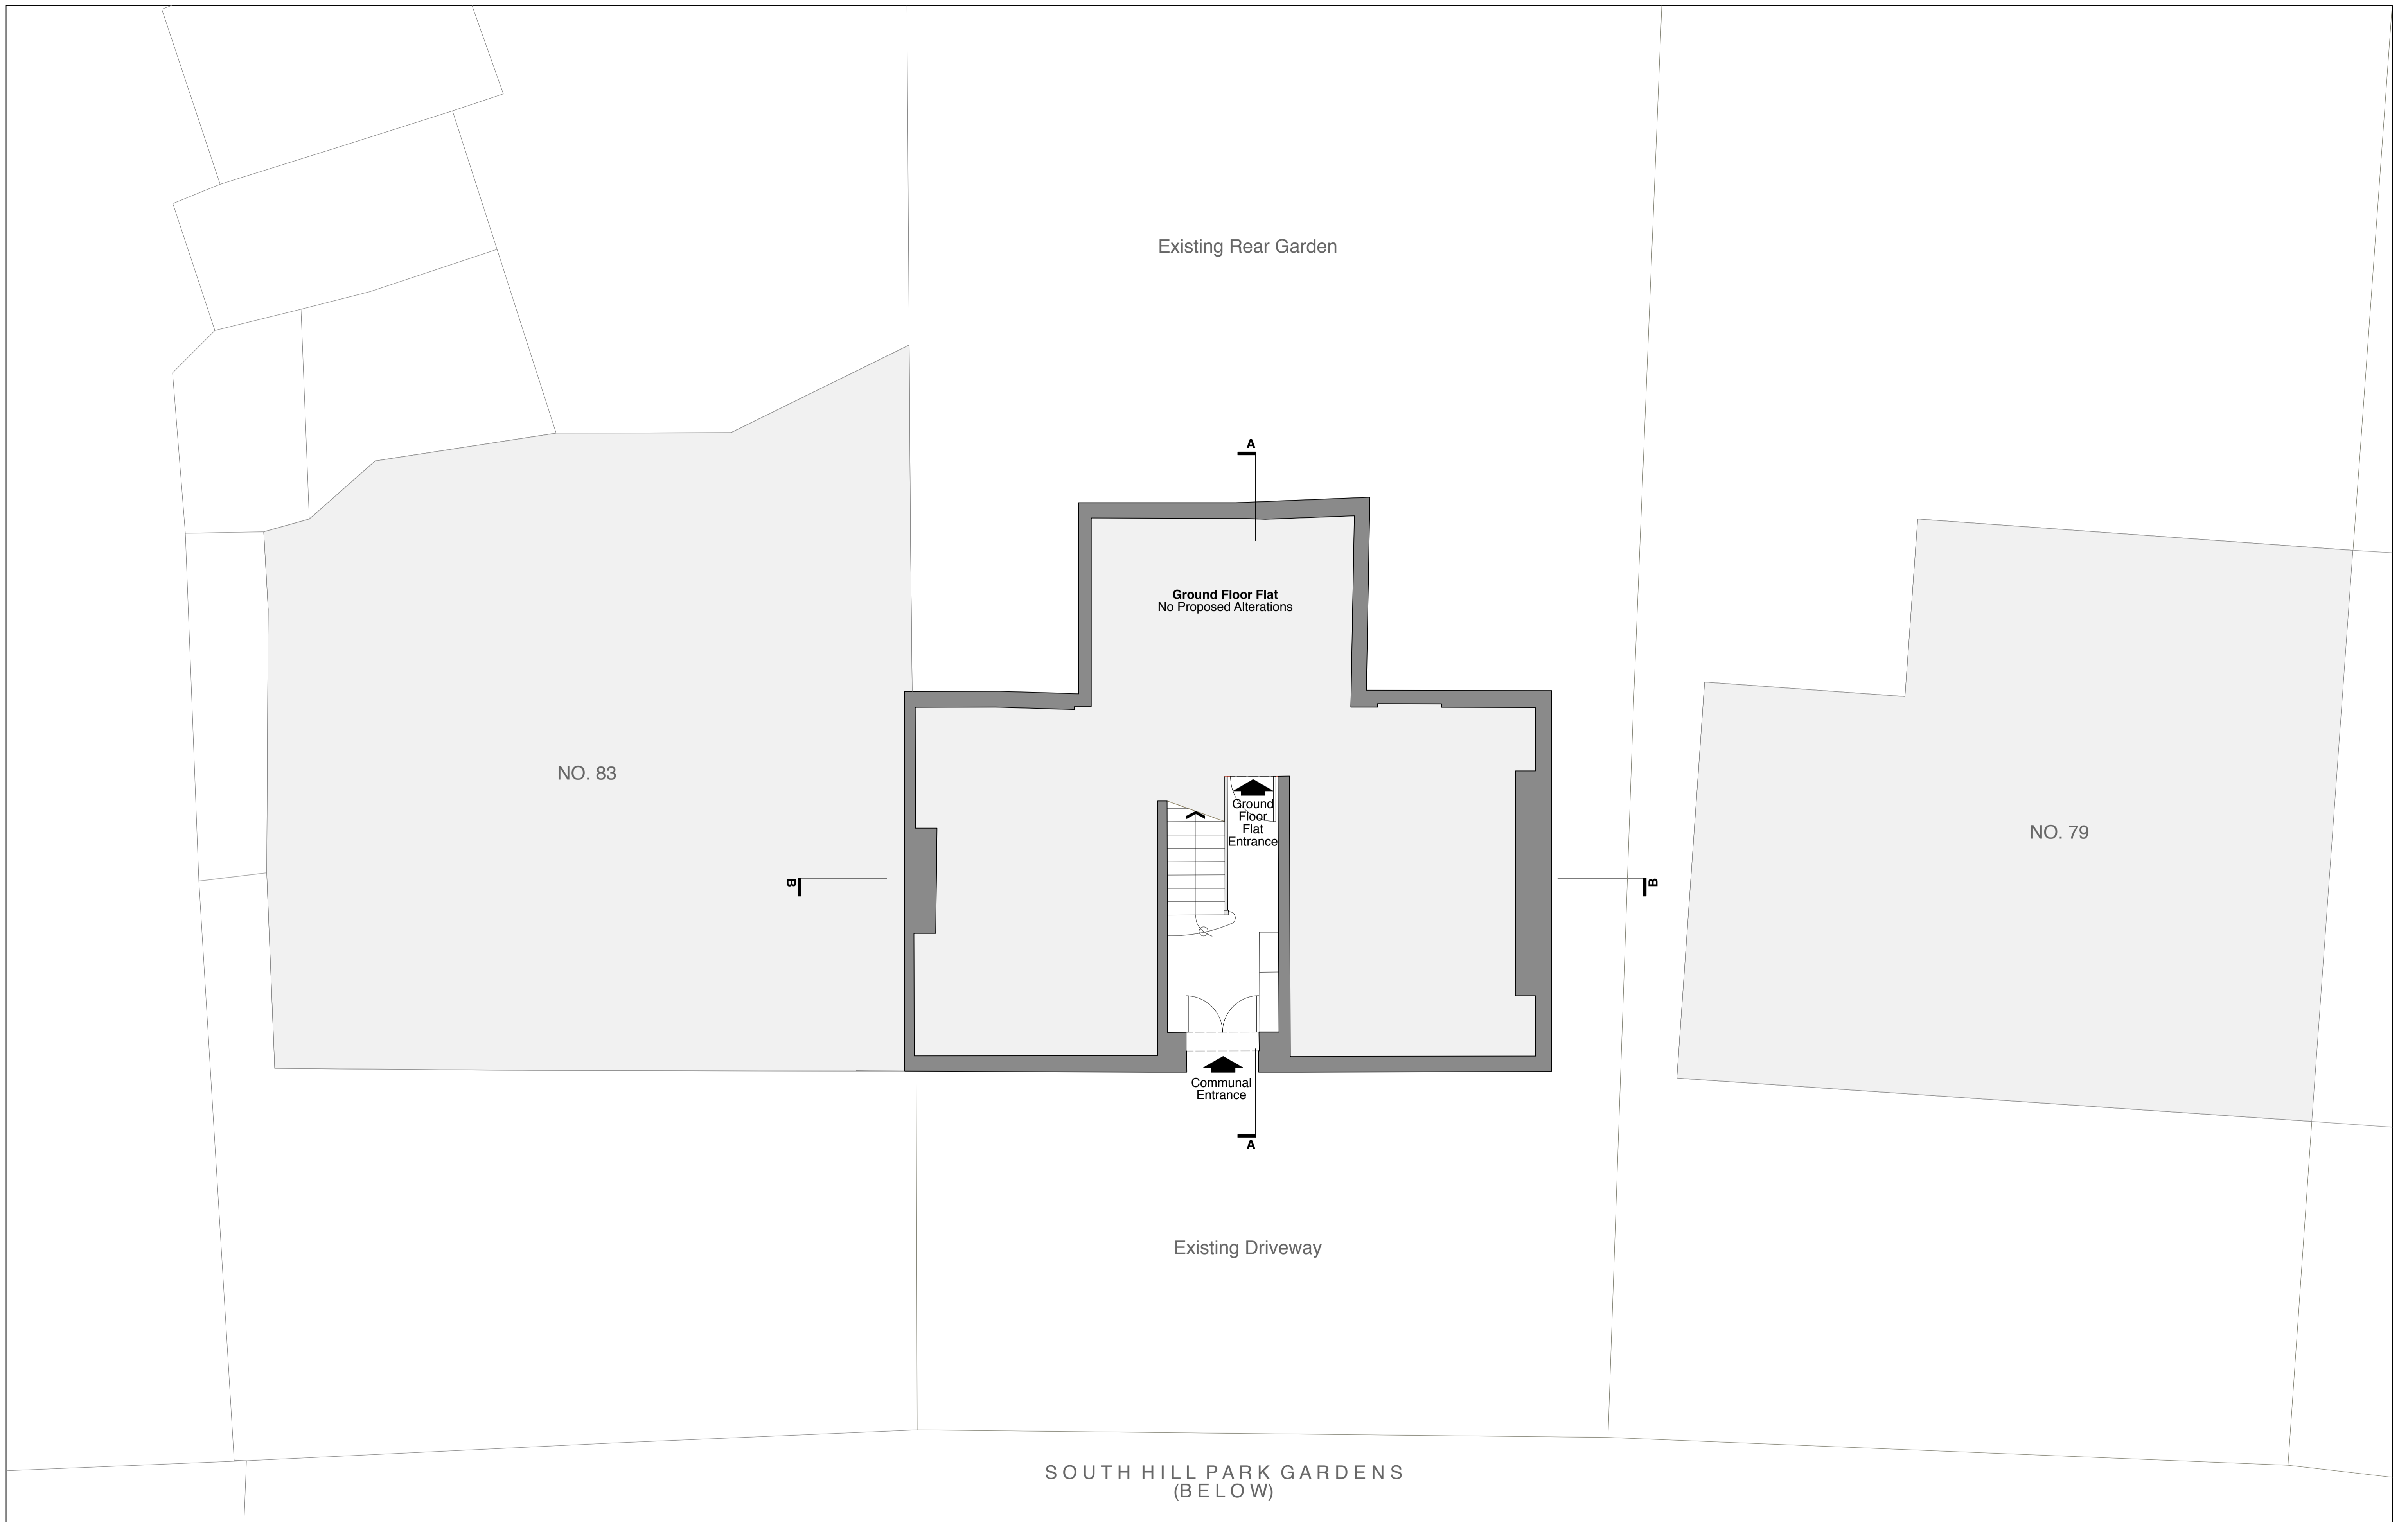 Existing Rear Garden
A
Ground Floor Flat
No Proposed Alterations
NO. 83
Ground
Floor
Flat
Entrance
NO. 79
B
B
Communal
Entrance
A
Existing Driveway
SOUTH HILL PARK GARDENS
(BELOW)